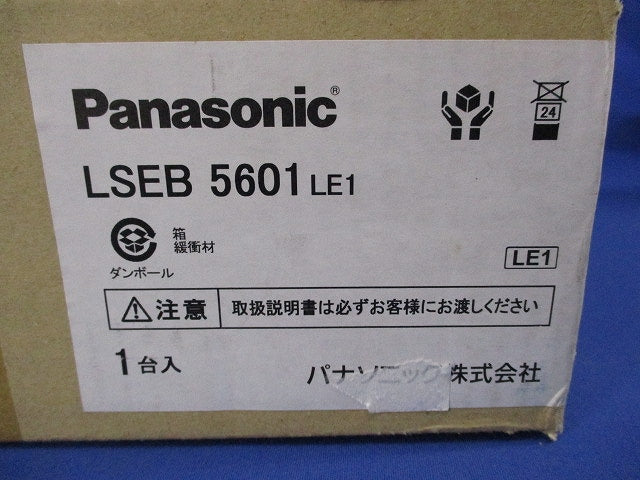 Panasonic®
24
LSEB 5601 LE1
箱
緩衝材
ダンボール
LE1
注意 取扱説明書は必ずお客様にお渡しください
1台入
パナソニック株式会社